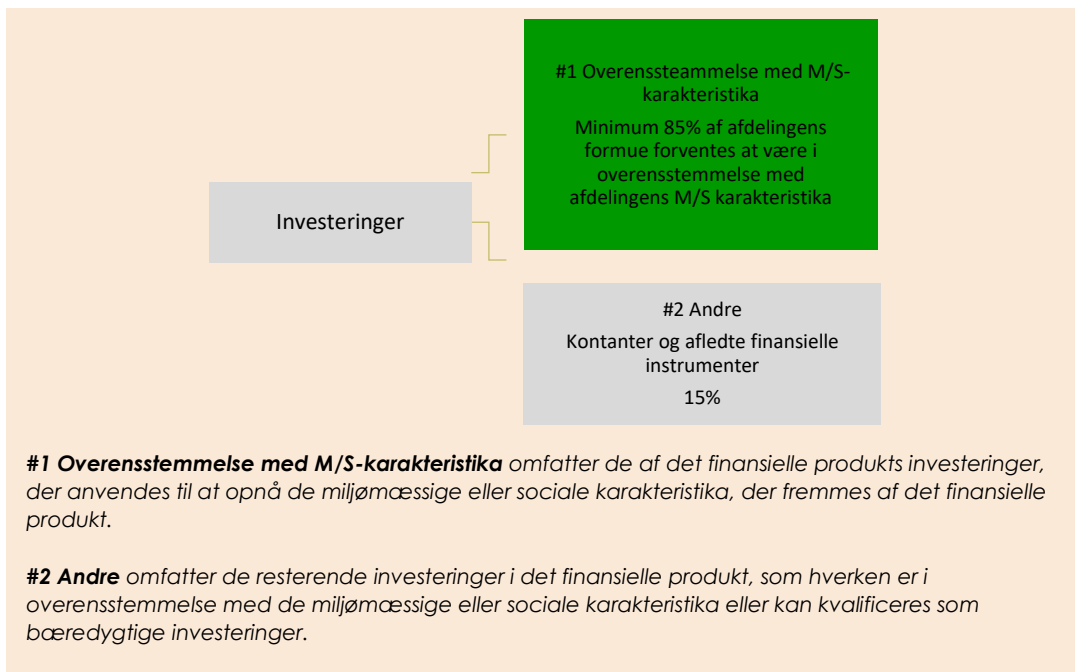 #1 Overenssteammelse med M/S-
karakteristika
Minimum 85% af afdelingens
formue forventes at være i
overensstemmelse med
afdelingens M/S karakteristika
Investeringer
#2 Andre
Kontanter og afledte finansielle
instrumenter
15%
#1 Overensstemmelse med M/S-karakteristika omfatter de af det finansielle produkts investeringer,
der anvendes til at opnå de miljømæssige eller sociale karakteristika, der fremmes af det finansielle
produkt.
#2 Andre omfatter de resterende investeringer i det finansielle produkt, som hverken er i
overensstemmelse med de miljømæssige eller sociale karakteristika eller kan kvalificeres som
bæredygtige investeringer.